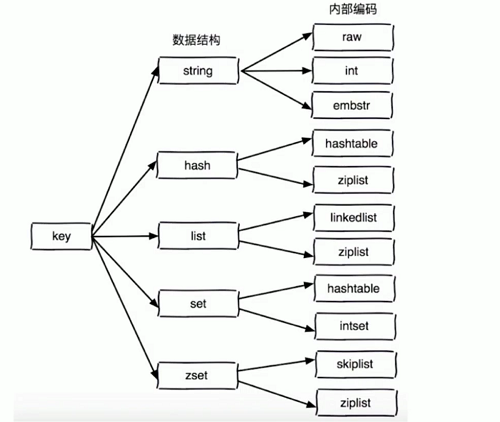 内部编码
数据结构
raw
string
int
embstr
hashtable
hash
ziplist
linkedlist
key
list
ziplist
hashtable
set
intset
skiplist
zset
ziplist